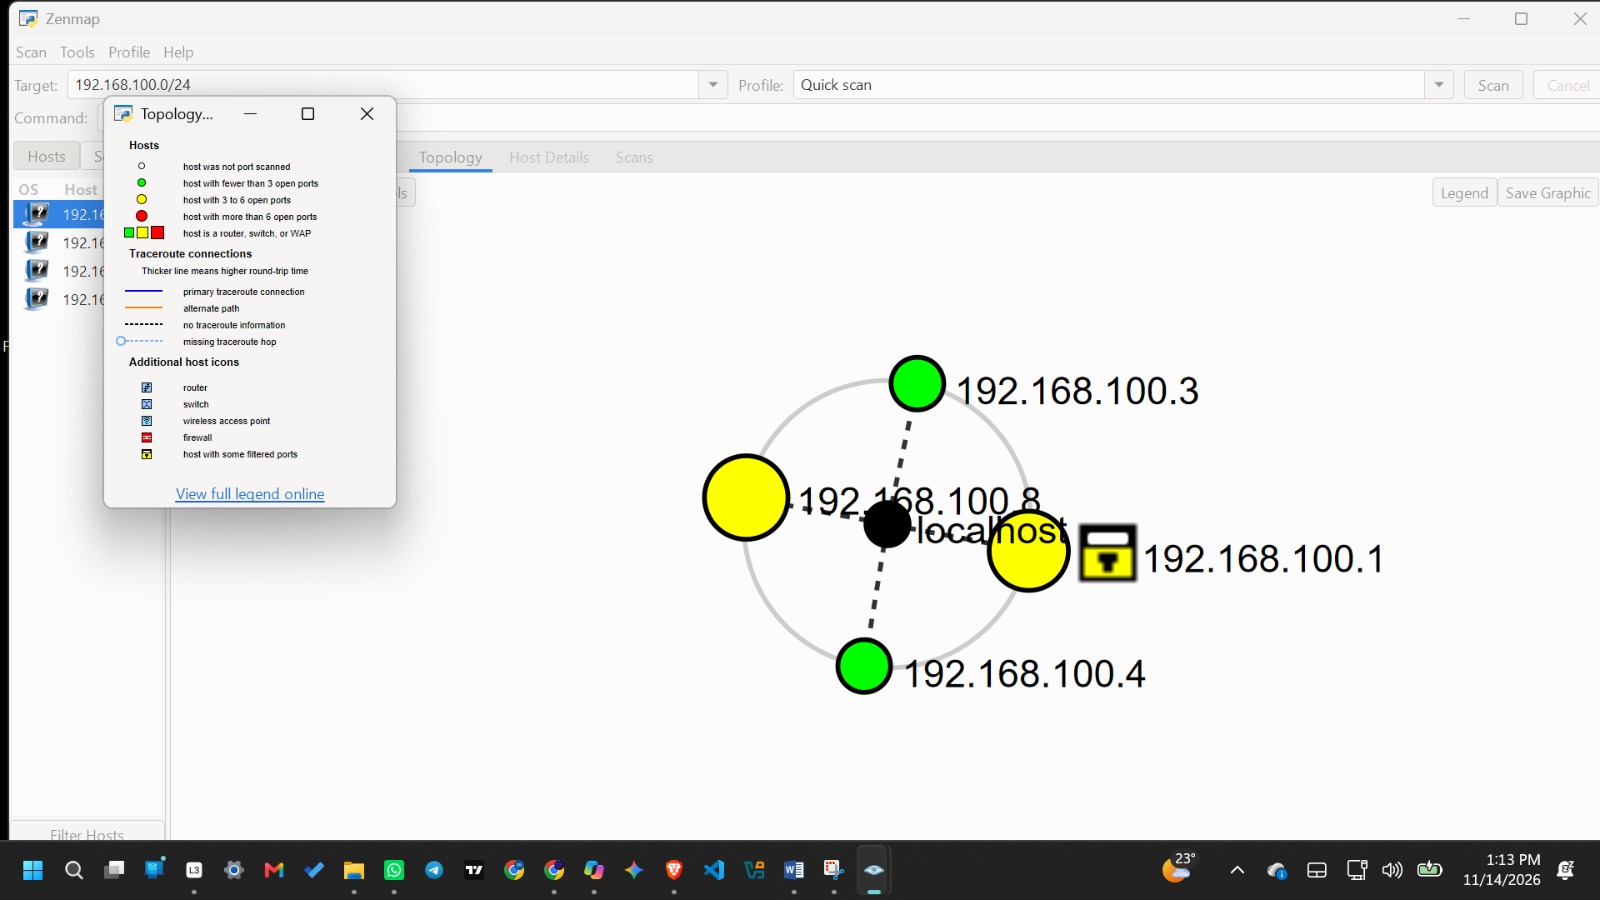 Zenmap
Scan Tools Profile Help
Target: 192.168.100.0/24 Profile: Quick scan Scan Cancel
Command:
Topology...
Hosts
Topology Host Details Scans
OS Host
Legend Save Graphic
192.16
192.16
192.16
192.16
Hosts
host was not port scanned
host with fewer than 3 open ports
host with 3 to 6 open ports
host with more than 6 open ports
host is a router, switch, or WAP
Traceroute connections
Thicker line means higher round-trip time
primary traceroute connection
alternate path
no traceroute information
missing traceroute hop
Additional host icons
router
switch
wireless access point
firewall
host with some filtered ports
View full legend online
192.168.100.3
192.168.100.8
localhost
192.168.100.1
192.168.100.4
Filter Hosts
L3
23°
1:13 PM
11/14/2026